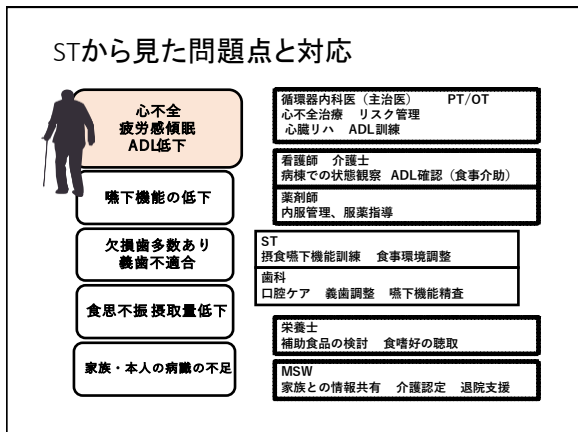 STから見た問題点と対応
心不全
疲労感傾眠
ADL低下
嚥下機能の低下
欠損歯多数あり
義歯不適合
食思不振 摂取量低下
家族・本人の病識の不足
循環器内科医（主治医） PT/OT
心不全治療 リスク管理
心臓リハ ADL訓練
看護師 介護士
病棟での状態観察 ADL確認（食事介助）
薬剤師
内服管理、服薬指導
ST
摂食嚥下機能訓練 食事環境調整
歯科
口腔ケア 義歯調整 嚥下機能精査
栄養士
補助食品の検討 食嗜好の聴取
MSW
家族との情報共有 介護認定 退院支援